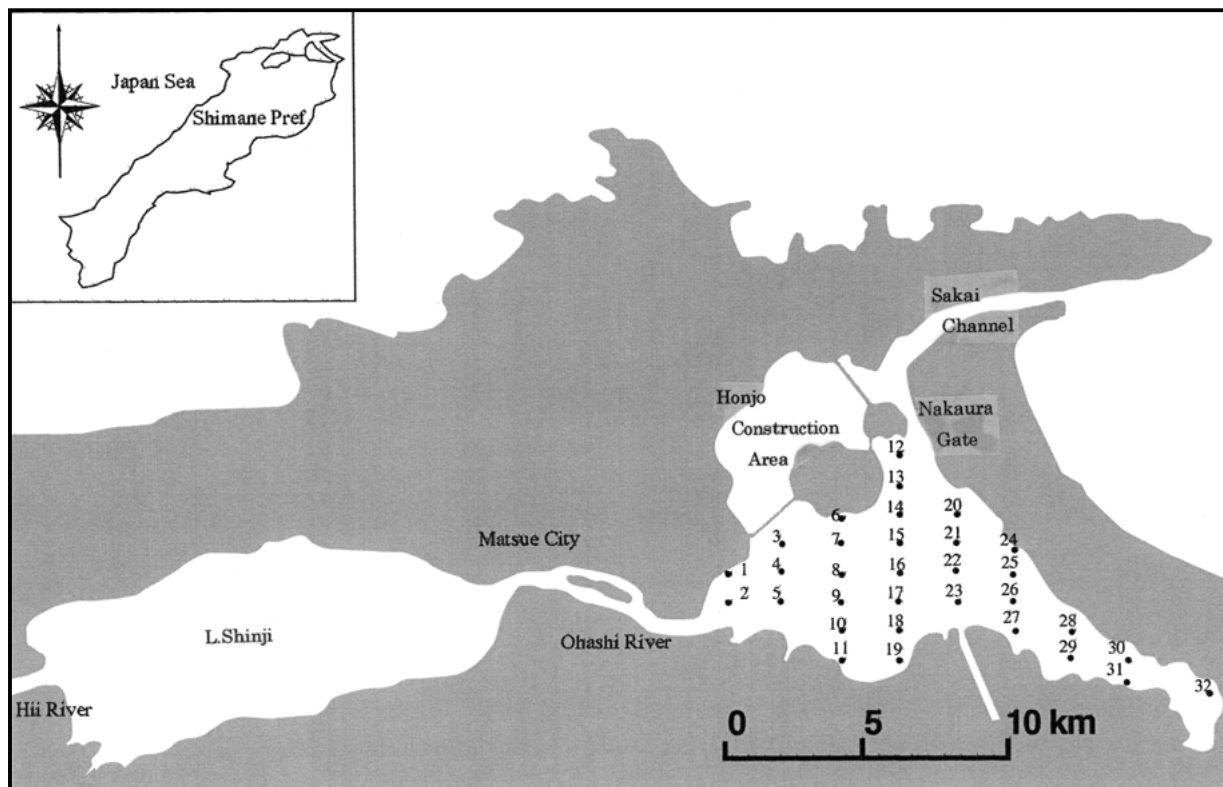 Japan Sea
Shimane Pref
Sakai
Channel
Honjo
Construction
Area
Nakaura
Gate
12
13
14
20
6
15
21
3
7
24
Matsue City
1
4
8
16
22
25
2
5
9
17
23
26
10
18
27
28
L.Shinji
Ohashi River
11
19
29
30
31
32
Hii River
0 5 10 km